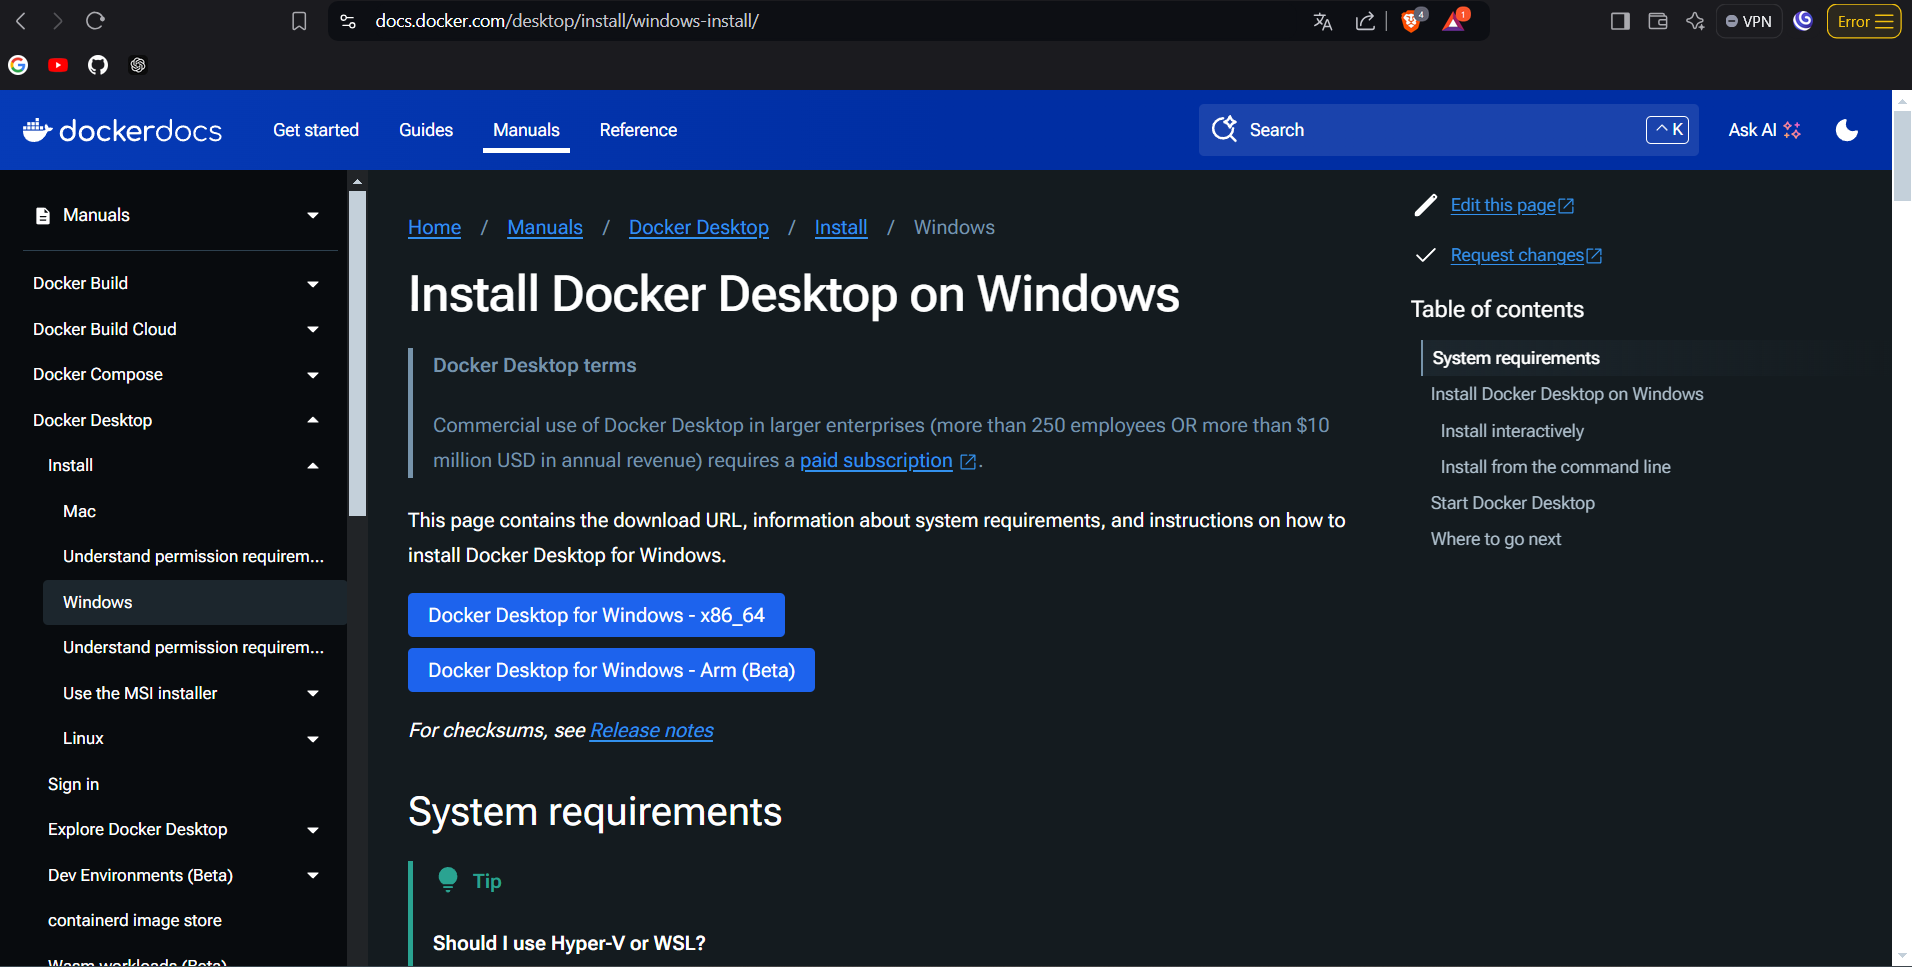 docs.docker.com/desktop/install/windows-install/
4
1
VPN
Error
dockerdocs
Get started
Guides
Manuals
Reference
Search
^ K
Ask AI
Manuals
Docker Build
Docker Build Cloud
Docker Compose
Docker Desktop
Install
Mac
Understand permission requirem...
Windows
Understand permission requirem...
Use the MSI installer
Linux
Sign in
Explore Docker Desktop
Dev Environments (Beta)
containerd image store
Wasm workloads (Beta)
Home / Manuals / Docker Desktop / Install / Windows
Install Docker Desktop on Windows
Docker Desktop terms
Commercial use of Docker Desktop in larger enterprises (more than 250 employees OR more than $10
million USD in annual revenue) requires a paid subscription .
This page contains the download URL, information about system requirements, and instructions on how to
install Docker Desktop for Windows.
Docker Desktop for Windows - x86_64
Docker Desktop for Windows - Arm (Beta)
For checksums, see Release notes
System requirements
Tip
Should I use Hyper-V or WSL?
Edit this page
Request changes
Table of contents
System requirements
Install Docker Desktop on Windows
Install interactively
Install from the command line
Start Docker Desktop
Where to go next